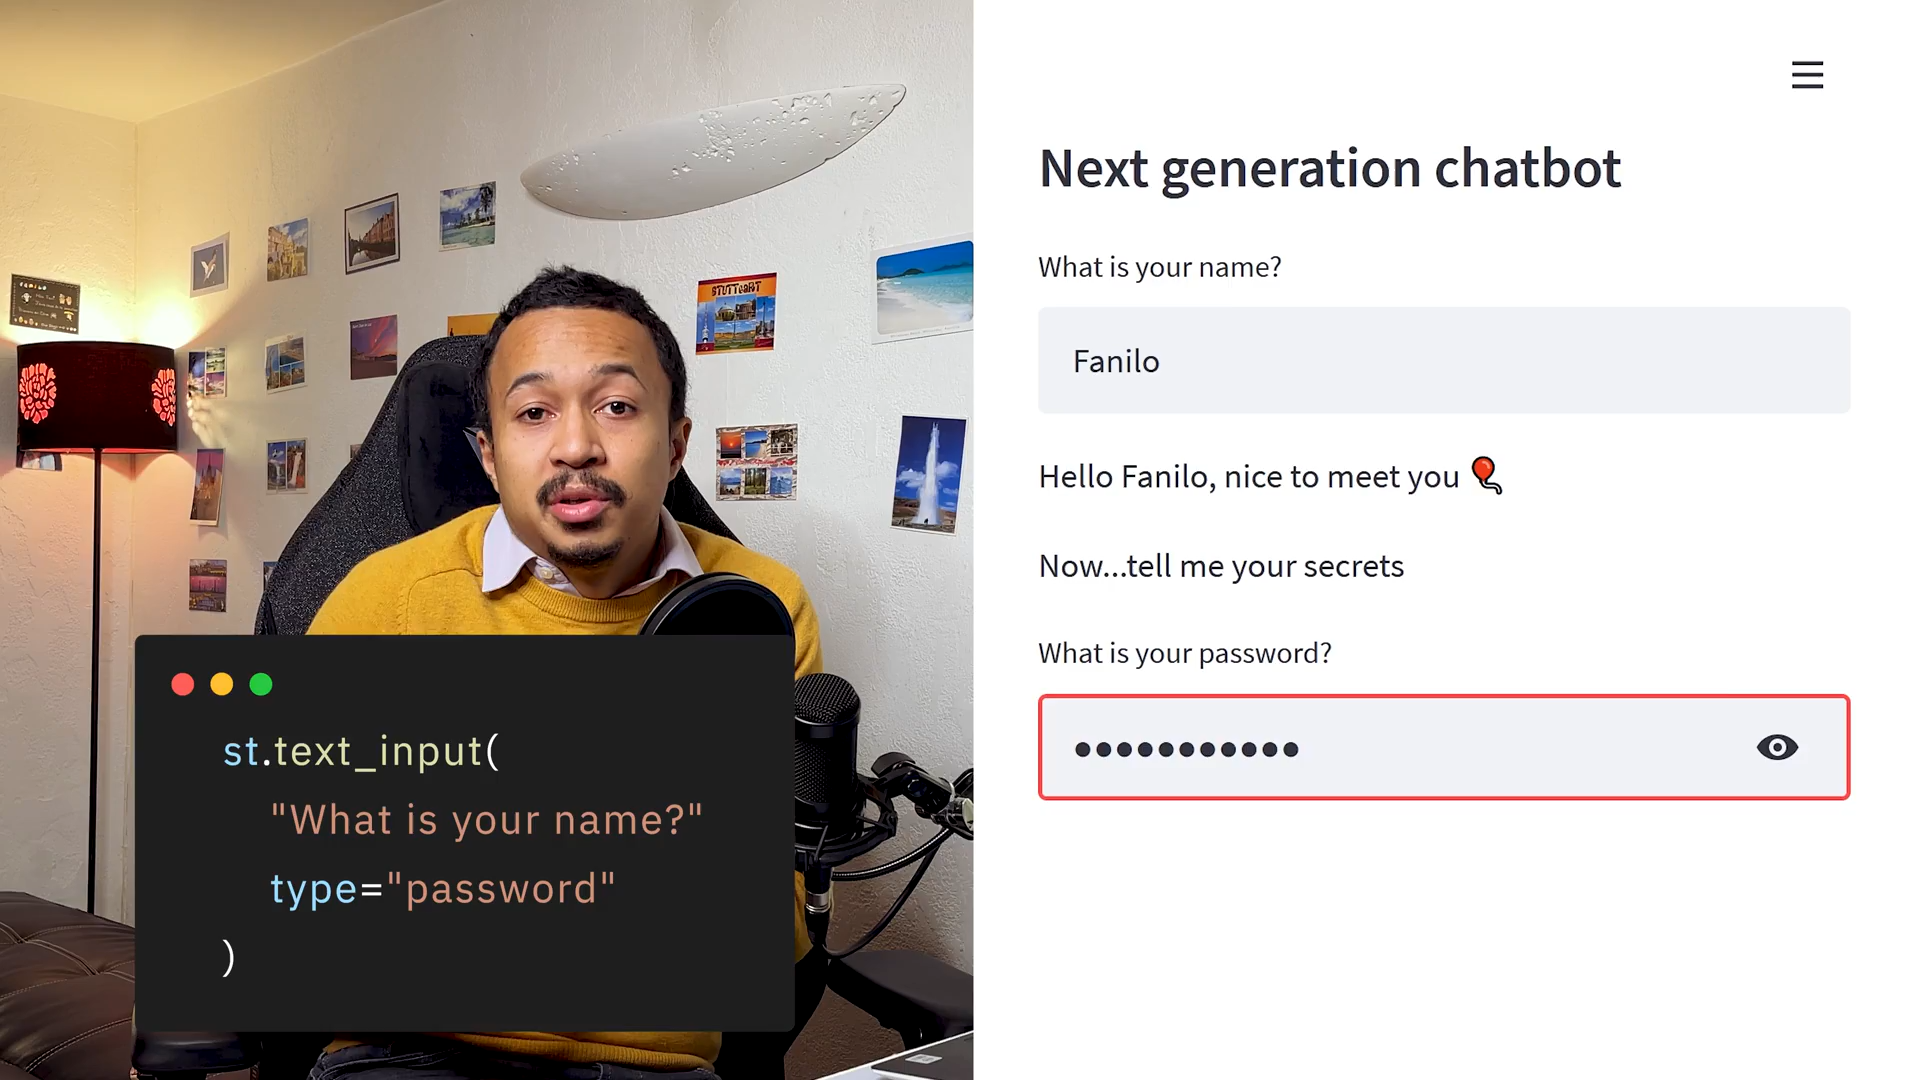 STUTTGART
st.text_input(
"What is your name?"
type="password"
)
Next generation chatbot
What is your name?
Fanilo
Hello Fanilo, nice to meet you
Now...tell me your secrets
What is your password?